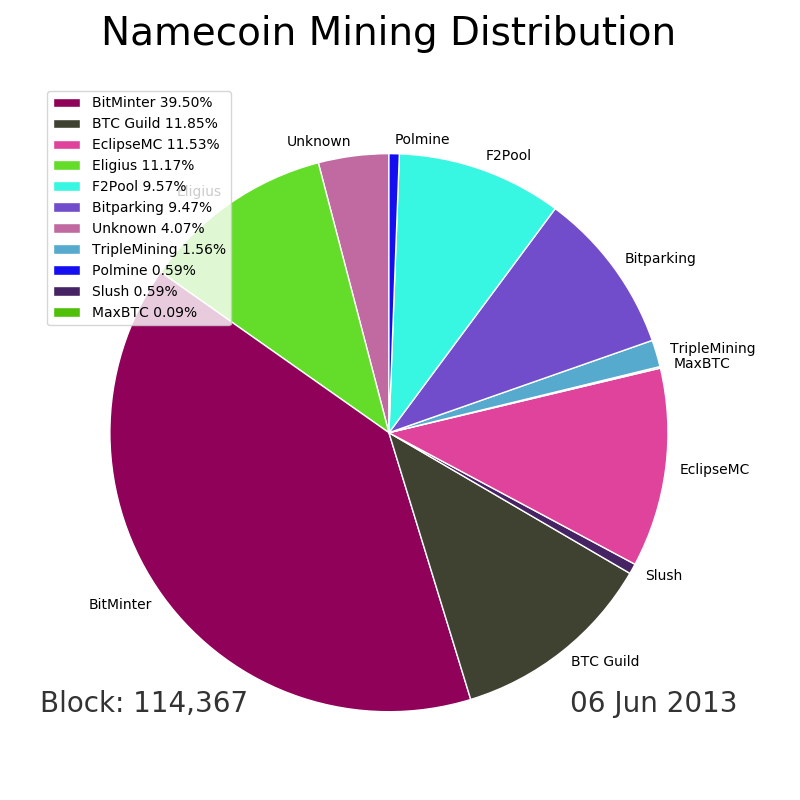 Namecoin Mining Distribution
BitMinter 39.50%
BTC Guild 11.85%
EclipseMC 11.53%
Eligius 11.17%
F2Pool 9.57%
Bitparking 9.47%
Unknown 4.07%
TripleMining 1.56%
Polmine 0.59%
Slush 0.59%
MaxBTC 0.09%
Eligius
Unknown
Polmine
F2Pool
Bitparking
TripleMining
MaxBTC
EclipseMC
Slush
BTC Guild
BitMinter
Block: 114,367
06 Jun 2013